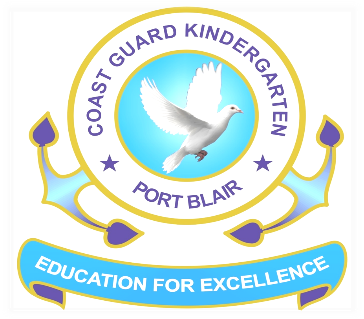 COAST GUARD KINDERGARTEN
PORT BLAIR
EDUCATION FOR EXCELLENCE